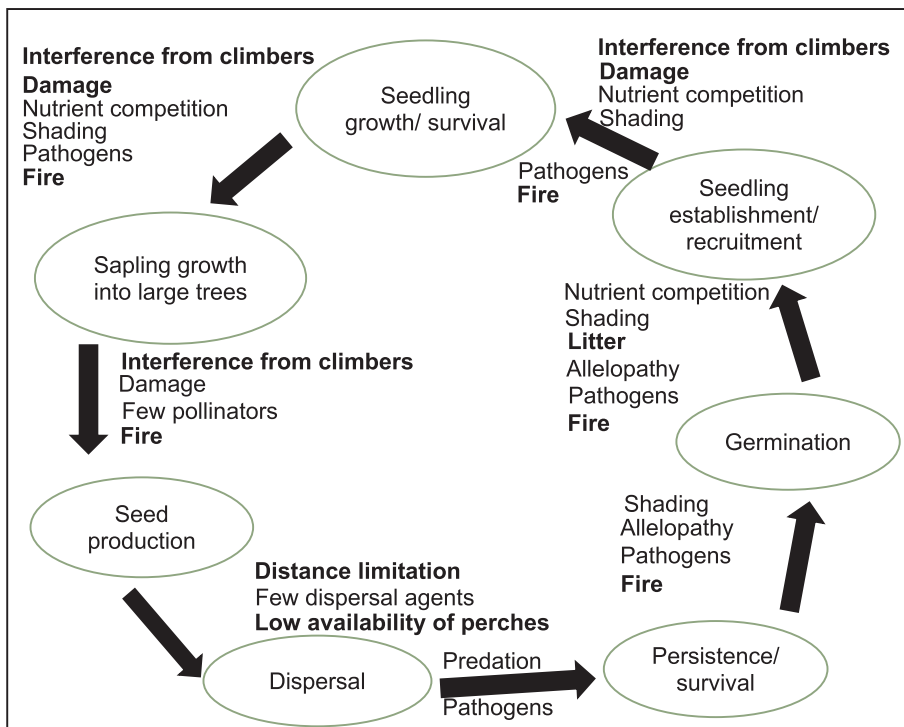 Interference from climbers
Damage
Nutrient competition
Shading
Pathogens
Fire
Seedling
growth/ survival
Interference from climbers
Damage
Nutrient competition
Shading
Pathogens
Fire
Seedling
establishment/
recruitment
Sapling growth
into large trees
Nutrient competition
Shading
Litter
Allelopathy
Pathogens
Fire
Interference from climbers
Damage
Few pollinators
Fire
Germination
Seed
production
Shading
Allelopathy
Pathogens
Fire
Distance limitation
Few dispersal agents
Low availability of perches
Dispersal
Predation
Pathogens
Persistence/
survival